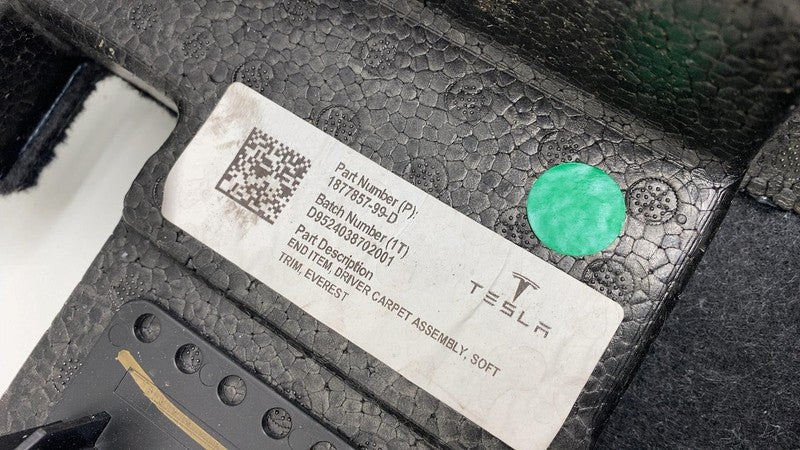 Part Number (P):
1877857-99-D
Batch Number (1T)
D9524038702001
Part Description
END ITEM, DRIVER CARPET ASSEMBLY, SOFT
TRIM, EVEREST
TESLA